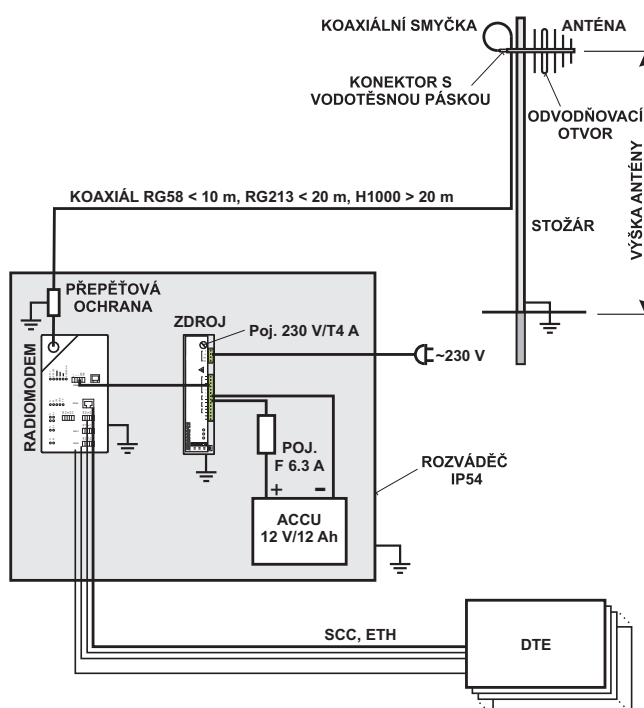 KOAXIÁLNÍ SMYČKA
ANTÉNA
KONEKTOR S
VODOTĚSNOU PÁSKOU
ODVODŇOVACÍ
OTVOR
VÝŠKA ANTÉNY
KOAXIÁL RG58 < 10 m, RG213 < 20 m, H1000 > 20 m
STOŽÁR
PŘEPĚŤOVÁ
OCHRANA
ZDROJ
Poj. 230 V/T4 A
~230 V
RADIOMODEM
POJ.
F 6.3 A
ROZVÁDĚČ
IP54
+ −
ACCU
12 V/12 Ah
SCC, ETH
DTE